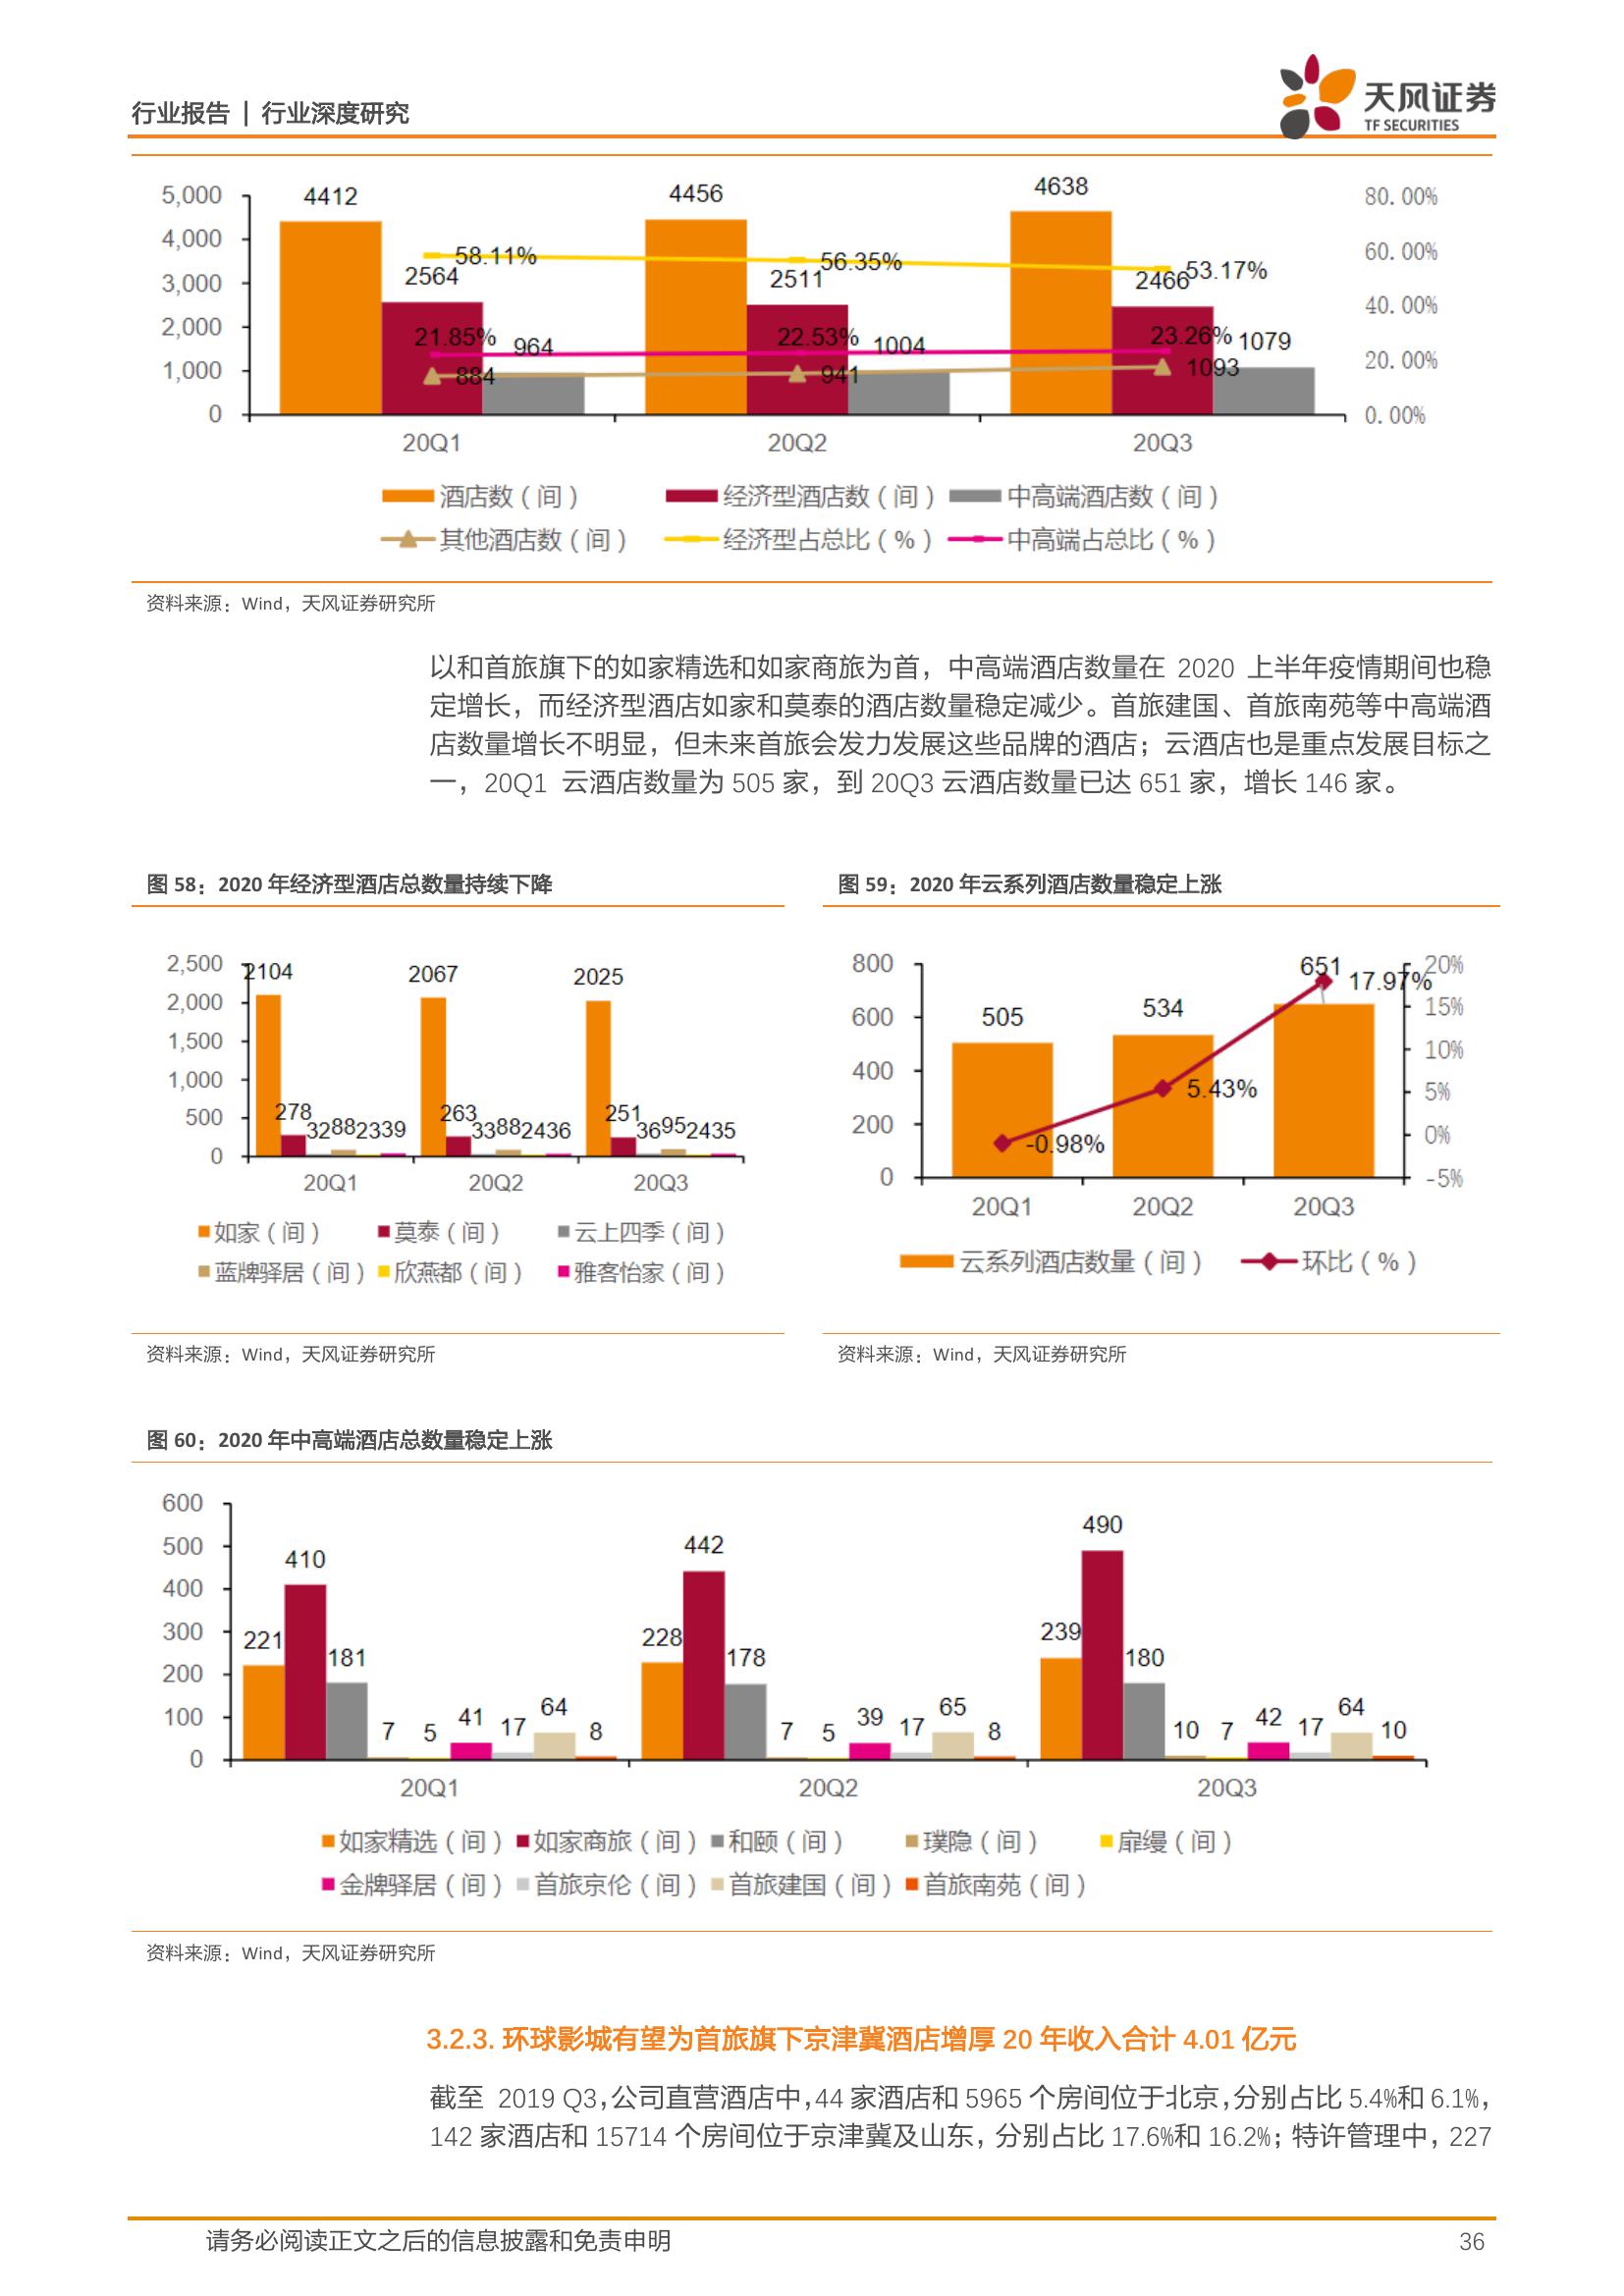 行业报告 | 行业深度研究
天风证券
TF SECURITIES
5,000
4,000
3,000
2,000
1,000
0
80.00%
60.00%
40.00%
20.00%
0.00%
4412
4456
4638
58.11%
56.35%
53.17%
2564
2511
2466
21.85%
964
22.53%
1004
23.26%
1079
884
941
1093
20Q1
20Q2
20Q3
酒店数（间） 经济型酒店数（间） 中高端酒店数（间）
其他酒店数（间） 经济型占总比（%） 中高端占总比（%）
资料来源：Wind，天风证券研究所
以和首旅旗下的如家精选和如家商旅为首，中高端酒店数量在 2020 上半年疫情期间也稳
定增长，而经济型酒店如家和莫泰的酒店数量稳定减少。首旅建国、首旅南苑等中高端酒
店数量增长不明显，但未来首旅会发力发展这些品牌的酒店；云酒店也是重点发展目标之
一，20Q1 云酒店数量为 505 家，到 20Q3 云酒店数量已达 651 家，增长 146 家。
图 58：2020 年经济型酒店总数量持续下降
2,500
2,000
1,500
1,000
500
0
2104
2067
2025
278
32
88
23
39
263
33
88
24
36
251
36
95
24
35
20Q1
20Q2
20Q3
如家（间） 莫泰（间） 云上四季（间）
蓝牌驿居（间） 欣燕都（间） 雅客怡家（间）
资料来源：Wind，天风证券研究所
图 59：2020 年云系列酒店数量稳定上涨
800
600
400
200
0
20%
15%
10%
5%
0%
-5%
505
534
651
17.97%
5.43%
-0.98%
20Q1
20Q2
20Q3
云系列酒店数量（间） 环比（%）
资料来源：Wind，天风证券研究所
图 60：2020 年中高端酒店总数量稳定上涨
600
500
400
300
200
100
0
221
410
181
7
5
41
17
64
8
228
442
178
7
5
39
17
65
8
239
490
180
10
7
42
17
64
10
20Q1
20Q2
20Q3
如家精选（间） 如家商旅（间） 和颐（间） 璞隐（间） 扉缦（间）
金牌驿居（间） 首旅京伦（间） 首旅建国（间） 首旅南苑（间）
资料来源：Wind，天风证券研究所
3.2.3. 环球影城有望为首旅旗下京津冀酒店增厚 20 年收入合计 4.01 亿元
截至 2019 Q3，公司直营酒店中，44 家酒店和 5965 个房间位于北京，分别占比 5.4%和 6.1%，
142 家酒店和 15714 个房间位于京津冀及山东，分别占比 17.6%和 16.2%；特许管理中，227
请务必阅读正文之后的信息披露和免责申明
36